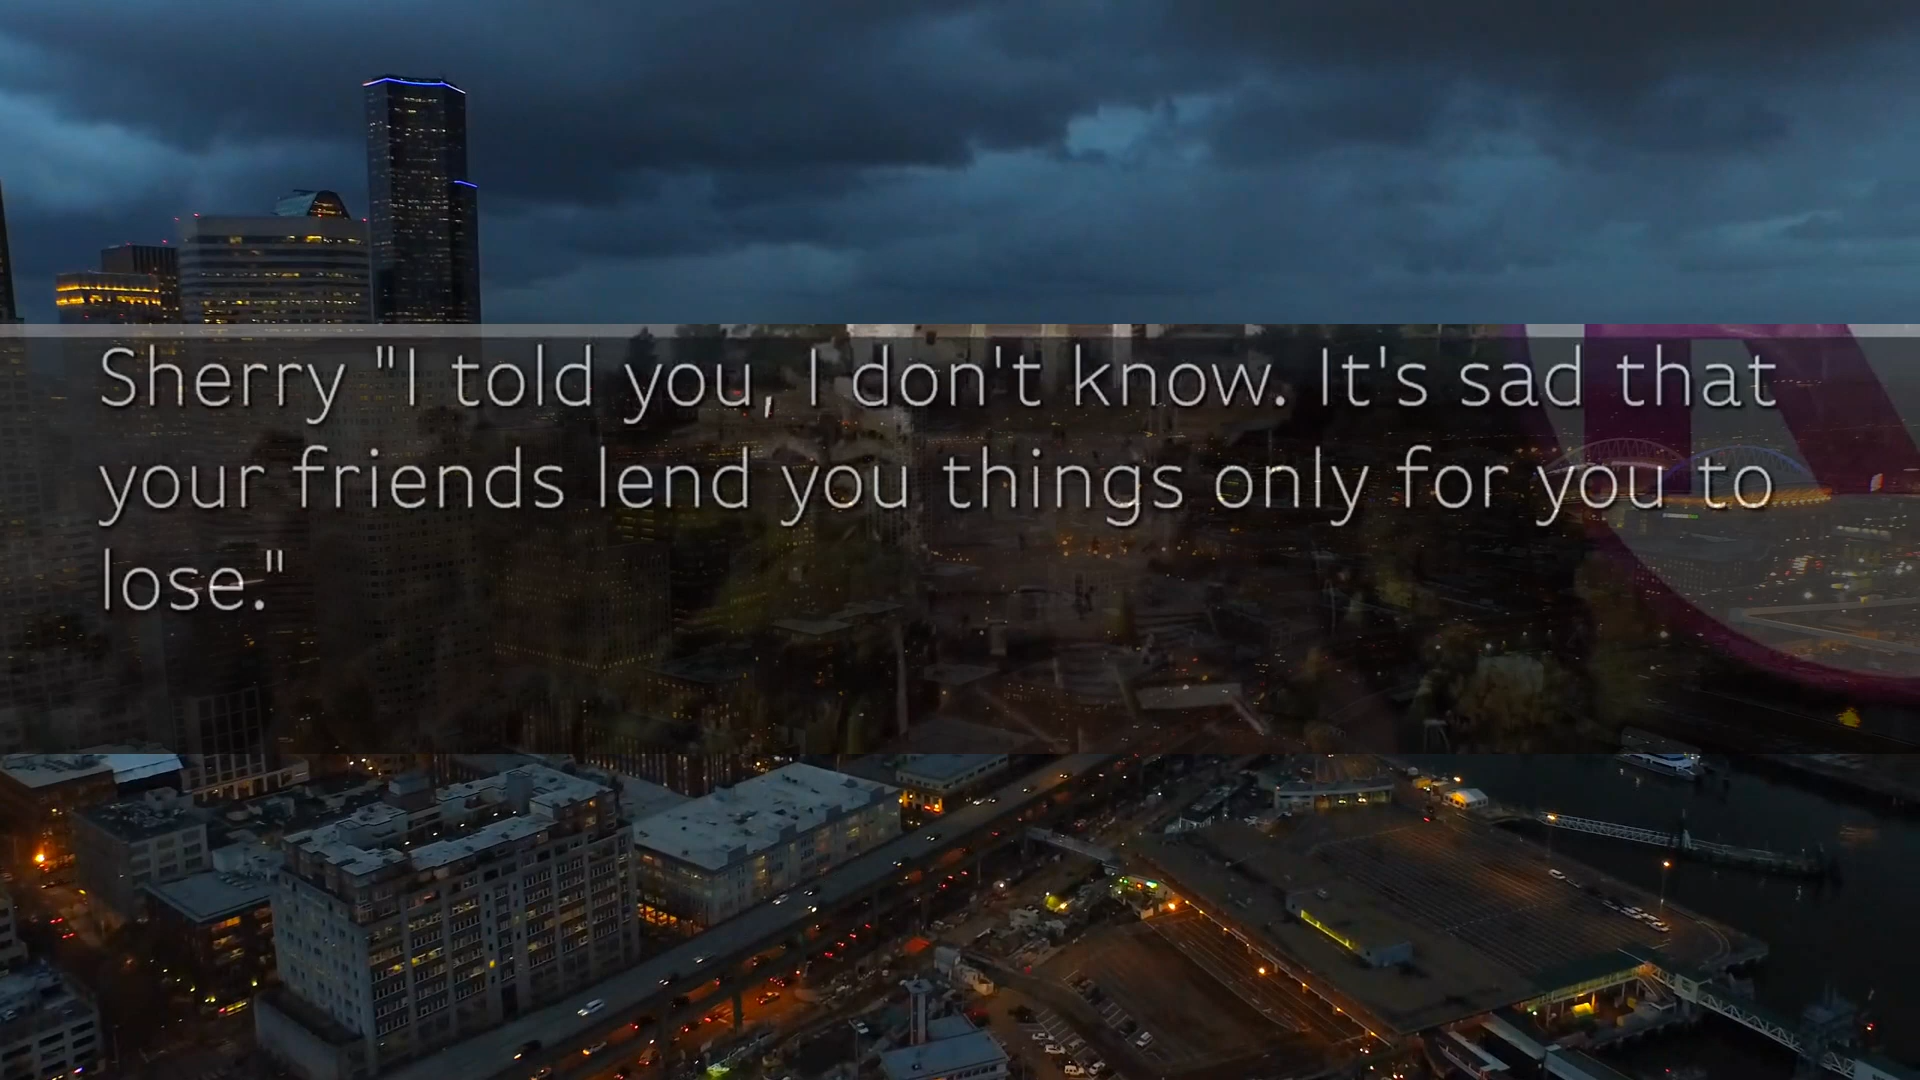 Sherry "I told you, I don't know. It's sad that
your friends lend you things only for you to
lose."